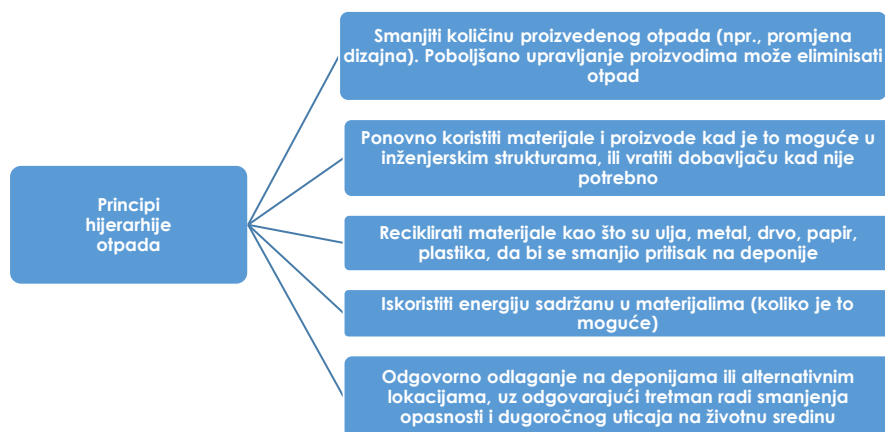 Smanjiti količinu proizvedenog otpada (npr., promjena
dizajna). Poboljšano upravljanje proizvodima može eliminisati
otpad
Ponovno koristiti materijale i proizvode kad je to moguće u
inženjerskim strukturama, ili vratiti dobavljaču kad nije
potrebno
Principi
hijerarhije
otpada
Reciklirati materijale kao što su ulja, metal, drvo, papir,
plastika, da bi se smanjio pritisak na deponije
Iskoristiti energiju sadržanu u materijalima (koliko je to
moguće)
Odgovorno odlaganje na deponijama ili alternativnim
lokacijama, uz odgovarajući tretman radi smanjenja
opasnosti i dugoročnog uticaja na životnu sredinu